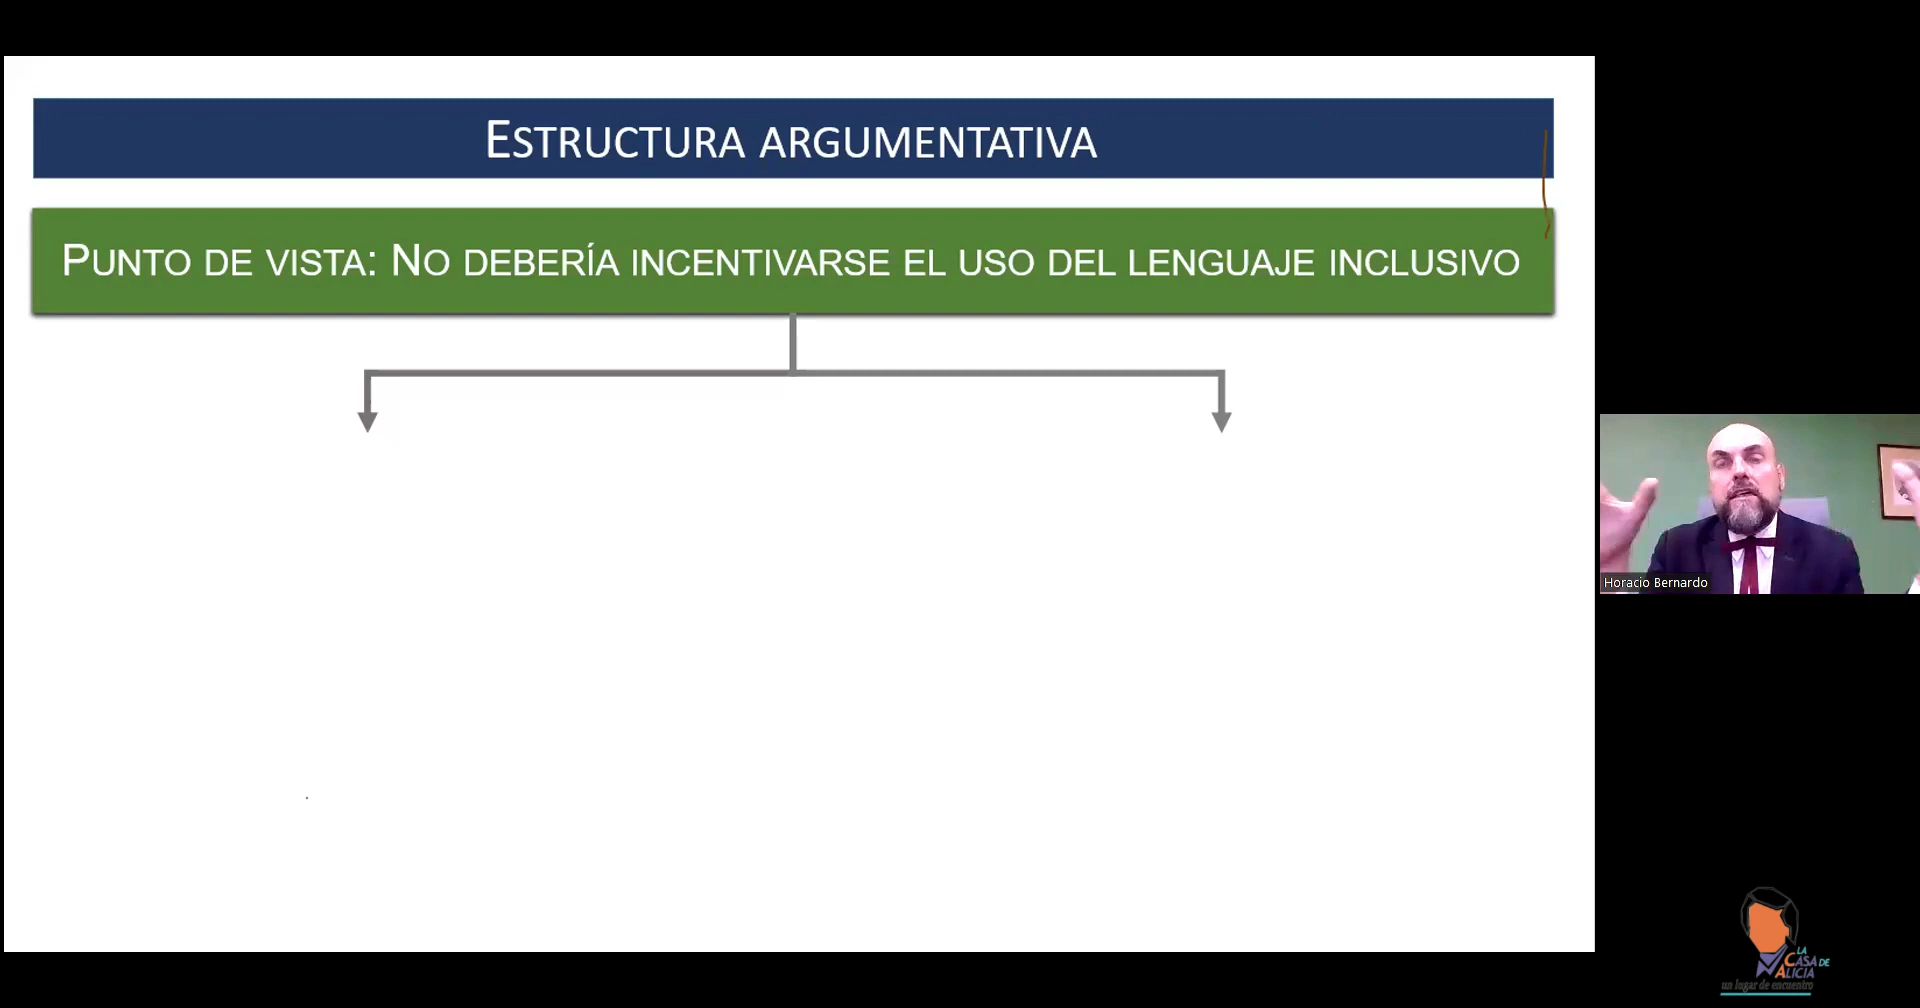 ESTRUCTURA ARGUMENTATIVA
PUNTO DE VISTA: NO DEBERÍA INCENTIVARSE EL USO DEL LENGUAJE INCLUSIVO
Horacio Bernardo
LA
CASA DE
ALICIA
un lugar de encuentro